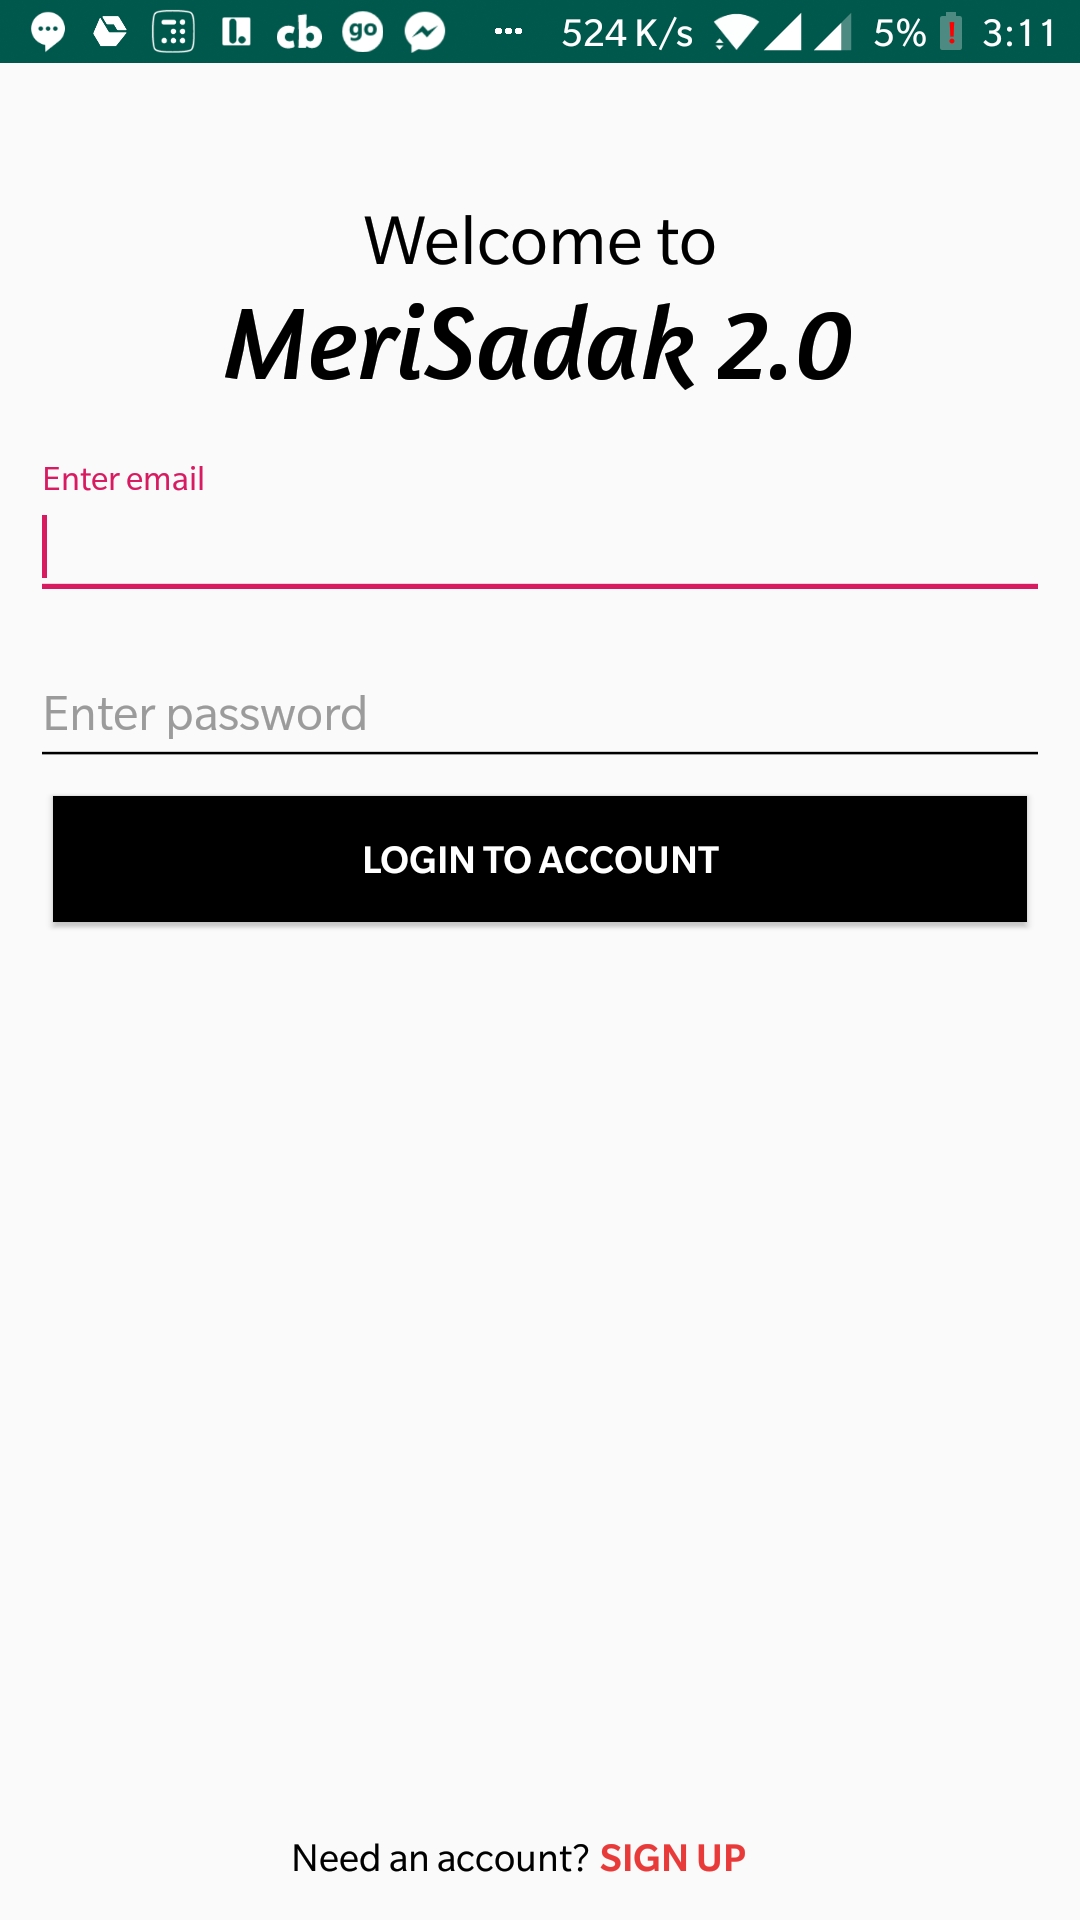 cb go 524 K/s 5% 3:11
Welcome to
MeriSadak 2.0
Enter email
Enter password
LOGIN TO ACCOUNT
Need an account? SIGN UP